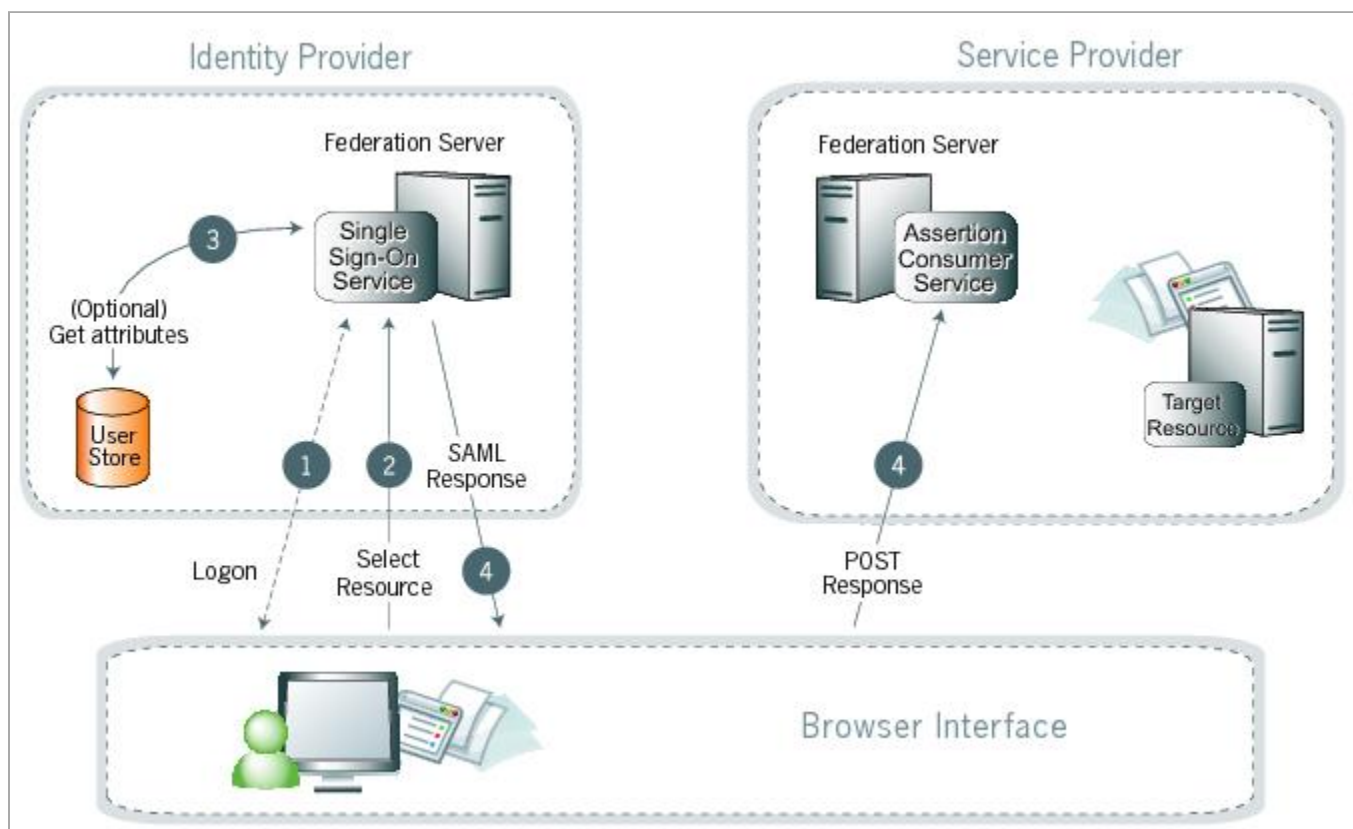 Identity Provider
Service Provider
Federation Server
Federation Server
Single
Sign-On
Service
Assertion
Consumer
Service
3
(Optional)
Get attributes
User
Store
Target
Resource
1
2
SAML
Response
4
Logon
Select
Resource
4
POST
Response
Browser Interface